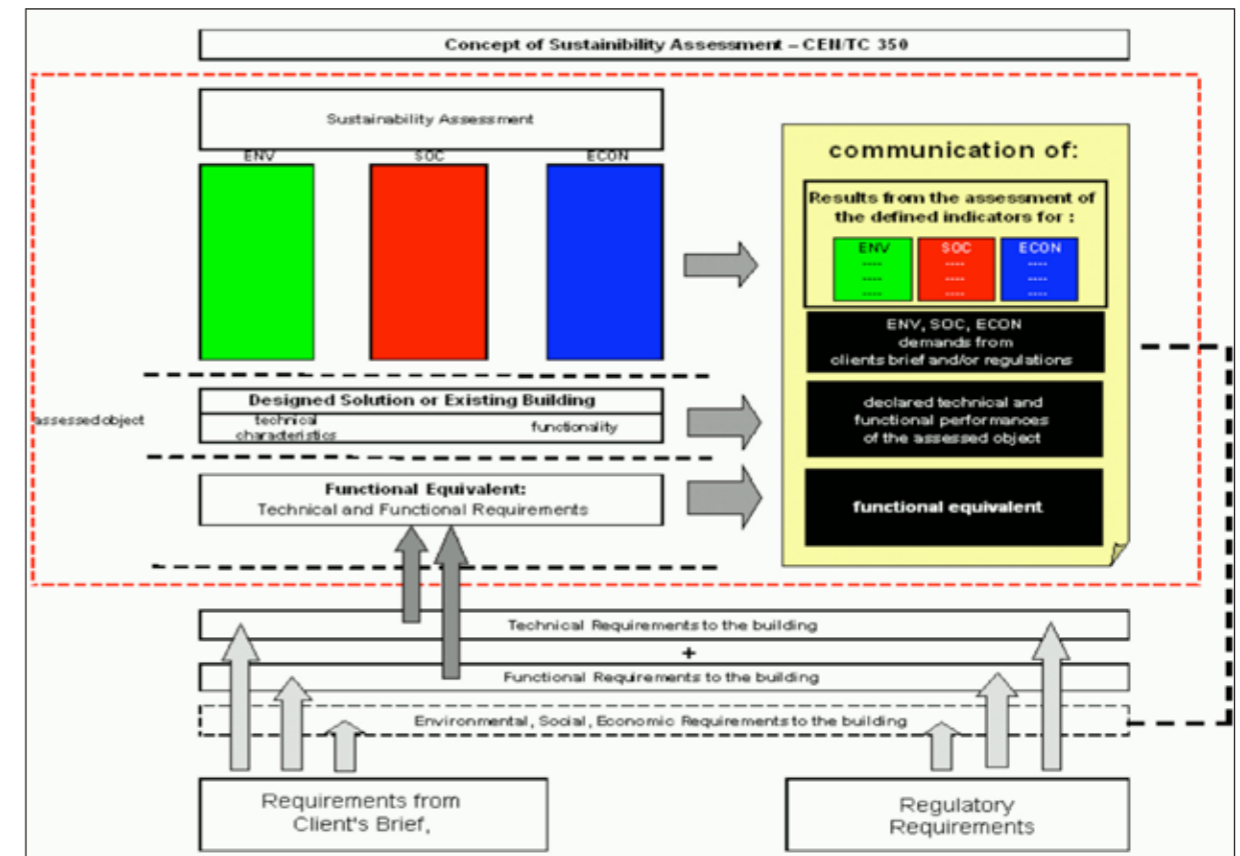 Concept of Sustainibility Assessment – CEN/TC 350
Sustainability Assessment
ENV
SOC
ECON
communication of:
Results from the assessment of
the defined indicators for :
ENV
----
----
----
SOC
----
----
----
ECON
----
----
----
ENV, SOC, ECON
demands from
clients brief and/or regulations
assessed object
Designed Solution or Existing Building
technical
characteristics
functionality
declared technical and
functional performances
of the assessed object
Functional Equivalent:
Technical and Functional Requirements
functional equivalent
Technical Requirements to the building
+
Functional Requirements to the building
Environmental, Social, Economic Requirements to the building
Requirements from
Client's Brief,
Regulatory
Requirements